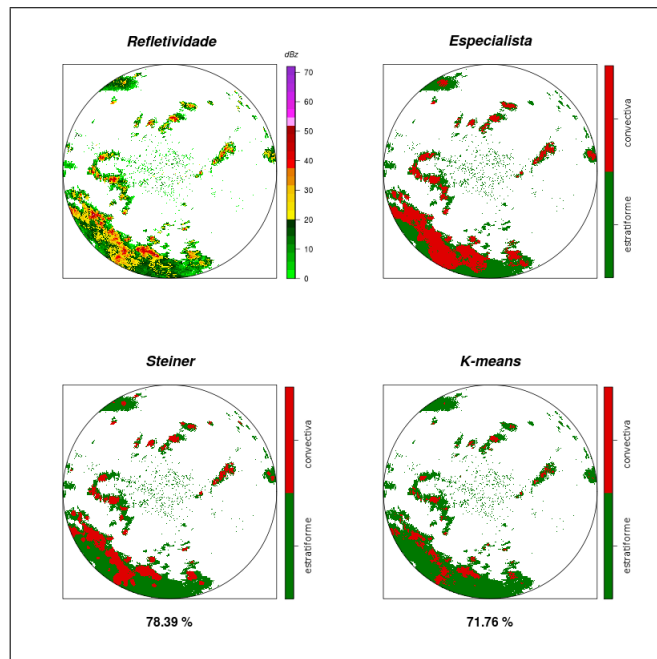 Refletividade
dBz
70
60
50
40
30
20
10
0
Especialista
convectiva
estratiforme
Steiner
convectiva
estratiforme
78.39 %
K-means
convectiva
estratiforme
71.76 %